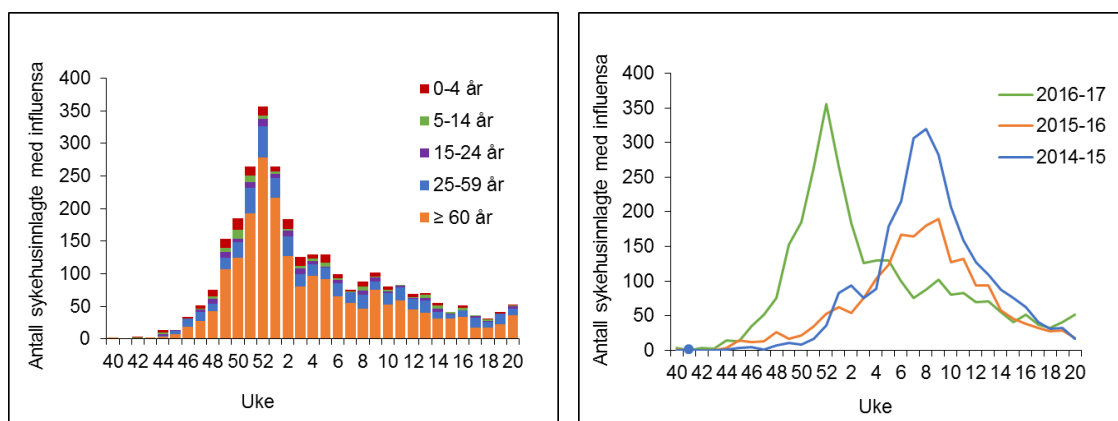 Antall sykehusinnlagte med influensa
400
350
300
250
200
150
100
50
0
0-4 år
5-14 år
15-24 år
25-59 år
≥ 60 år
40 42 44 46 48 50 52 2 4 6 8 10 12 14 16 18 20
Uke
Antall sykehusinnlagte med influensa
400
350
300
250
200
150
100
50
0
2016-17
2015-16
2014-15
40 42 44 46 48 50 52 2 4 6 8 10 12 14 16 18 20
Uke